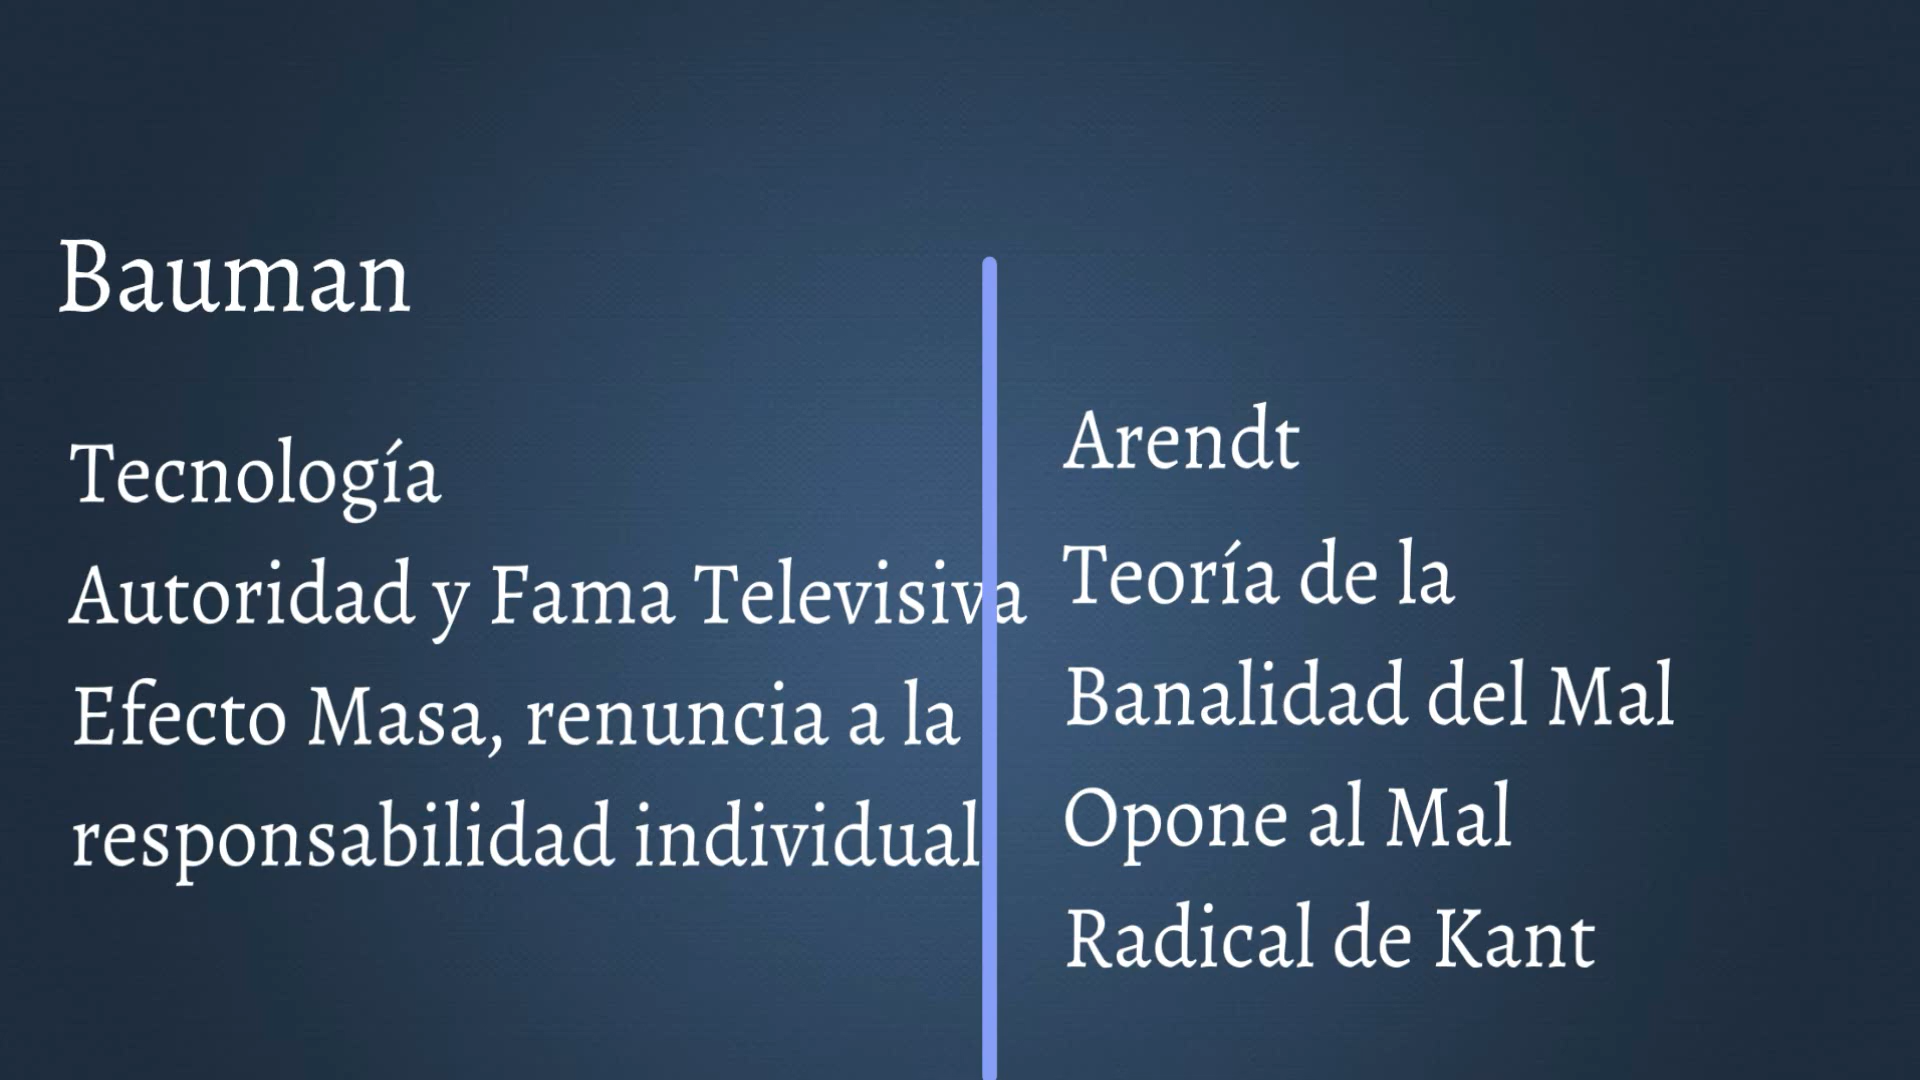 Bauman
Tecnología
Autoridad y Fama Televisiva
Efecto Masa, renuncia a la
responsabilidad individual
Arendt
Teoría de la
Banalidad del Mal
Opone al Mal
Radical de Kant